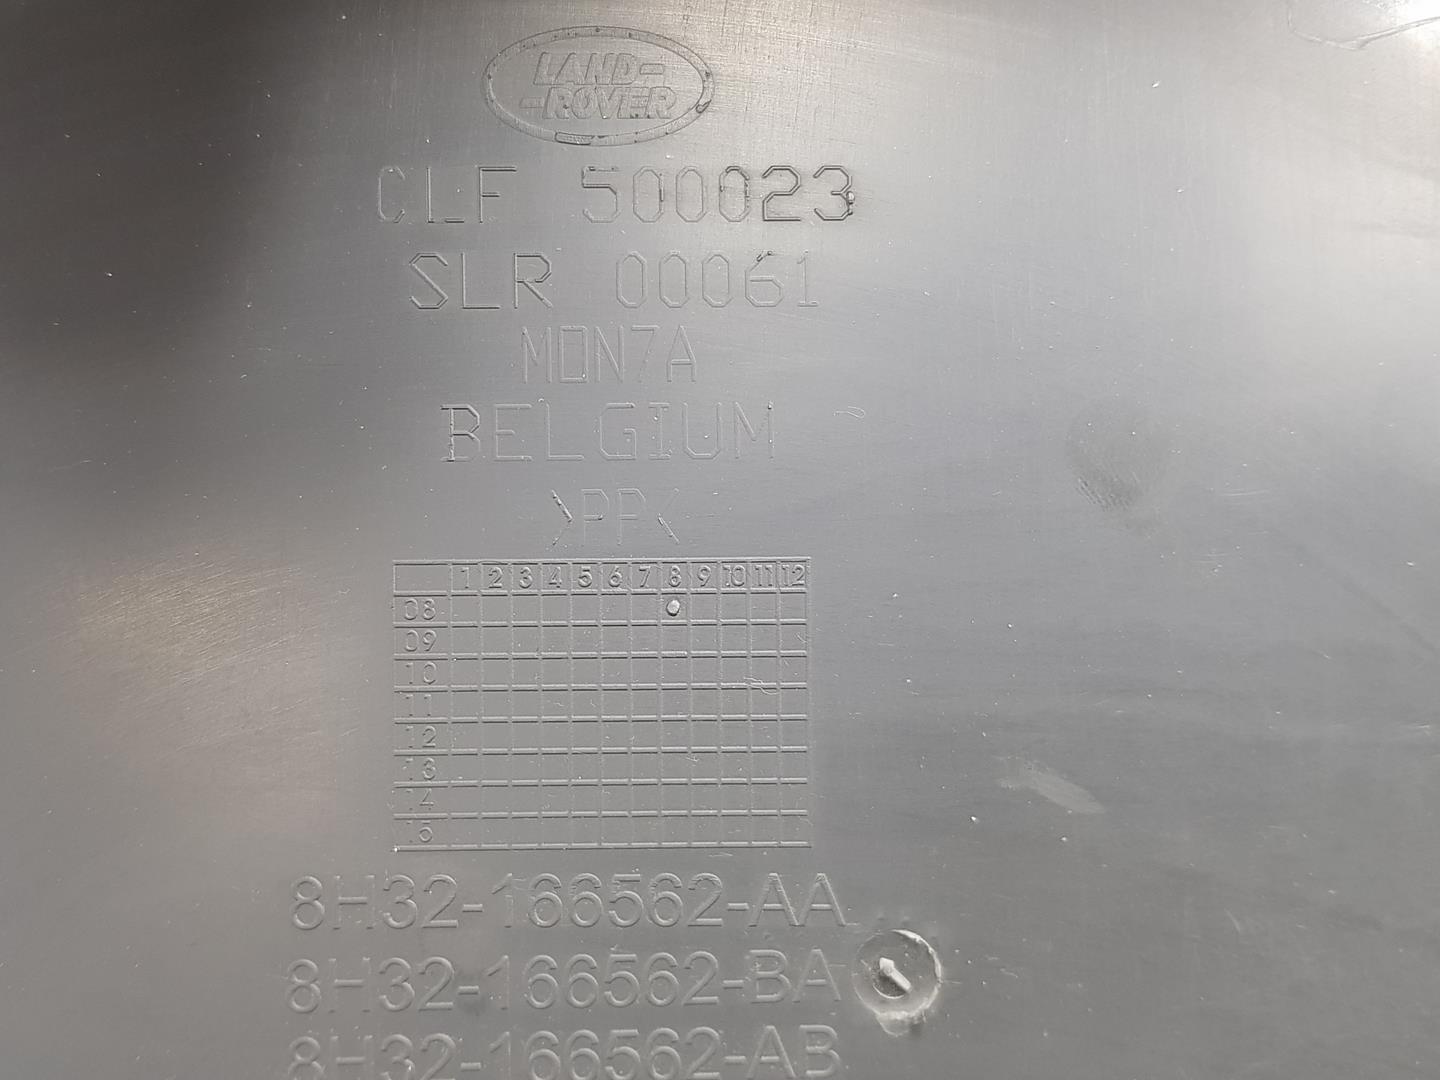 LAND-
-ROVER
CLF 500023
SLR 00061
MON7A
BELGIUM
>PP<
1 2 3 4 5 6 7 8 9 10 11 12
08
09
10
11
12
13
14
15
8H32-166562-AA
8H32-166562-BA
8H32-166562-AB